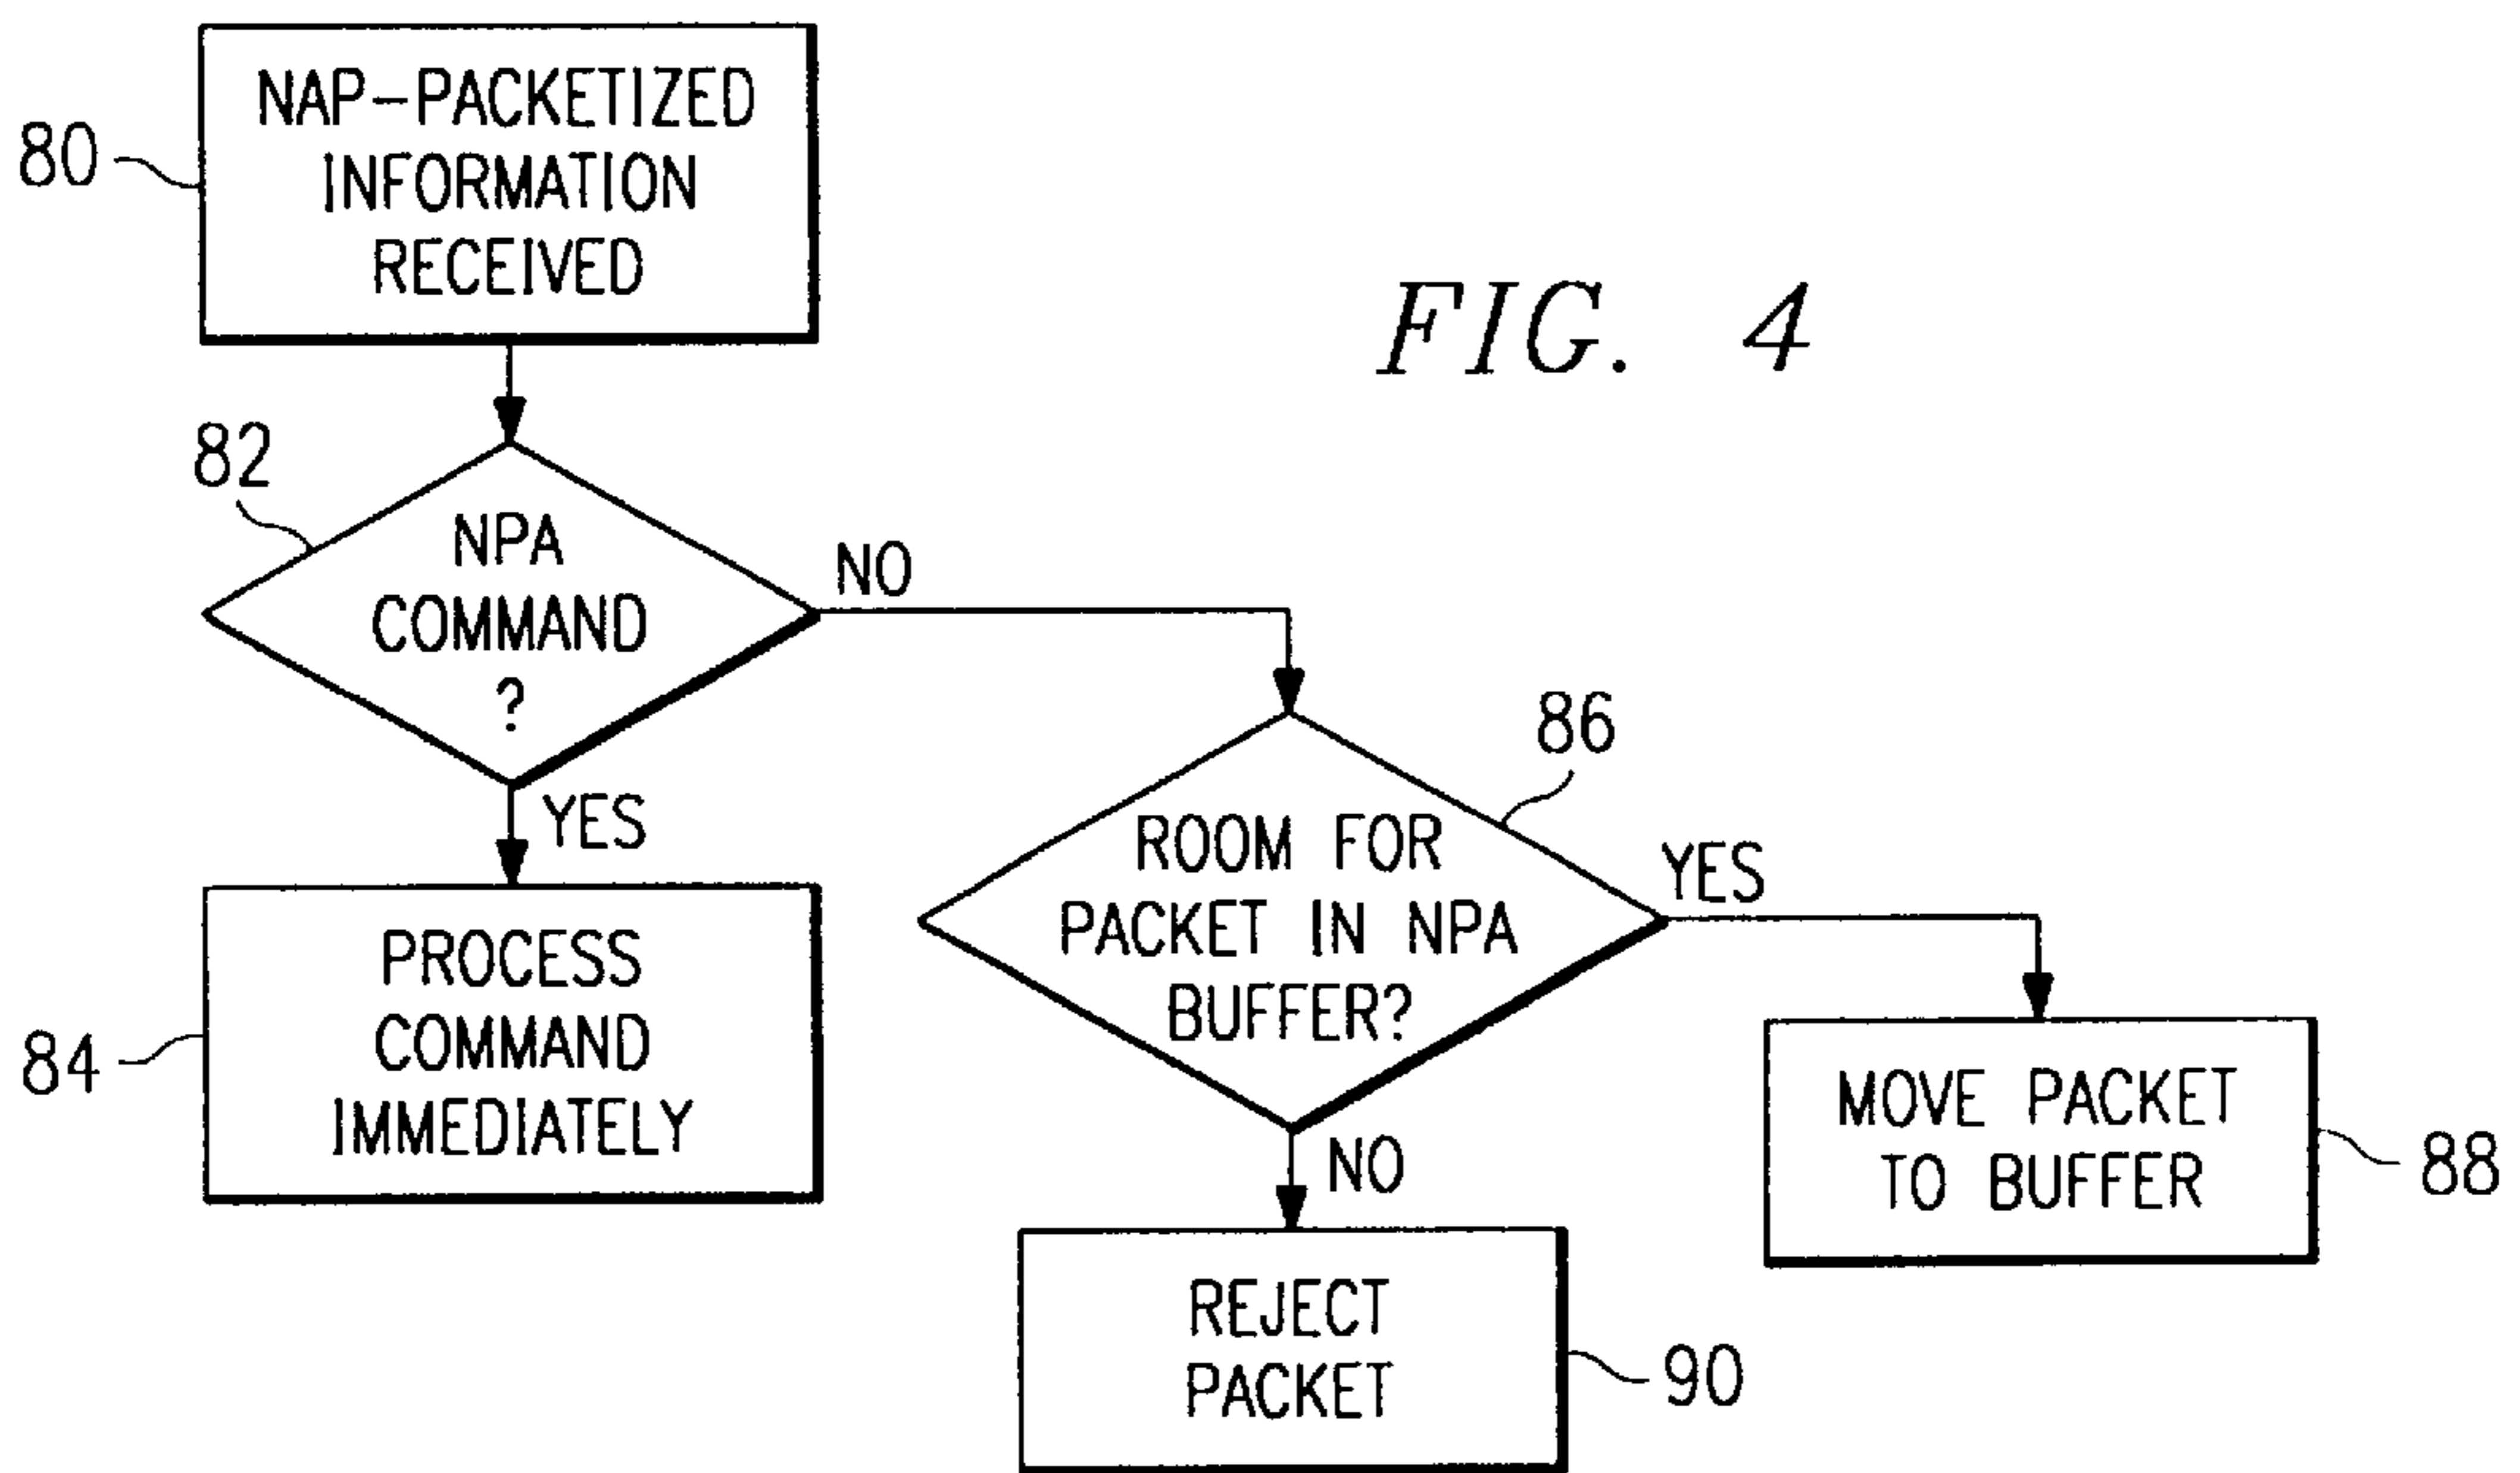 NAP-PACKETIZED
INFORMATION
RECEIVED
80
FIG. 4
82
NPA
COMMAND
?
NO
YES
86
ROOM FOR
PACKET IN NPA
BUFFER?
YES
NO
PROCESS
COMMAND
IMMEDIATELY
84
MOVE PACKET
TO BUFFER
88
REJECT
PACKET
90